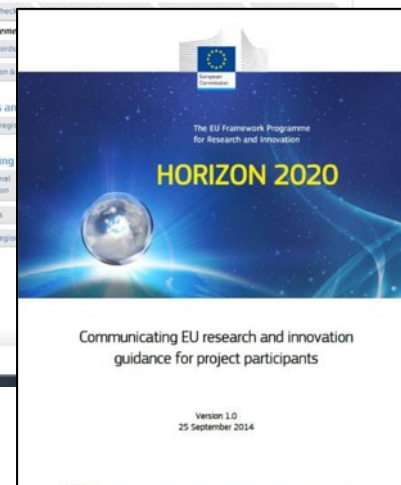 European
Commission
The EU Framework Programme
for Research and Innovation
HORIZON 2020
Communicating EU research and innovation
guidance for project participants
Version 1.0
25 September 2014